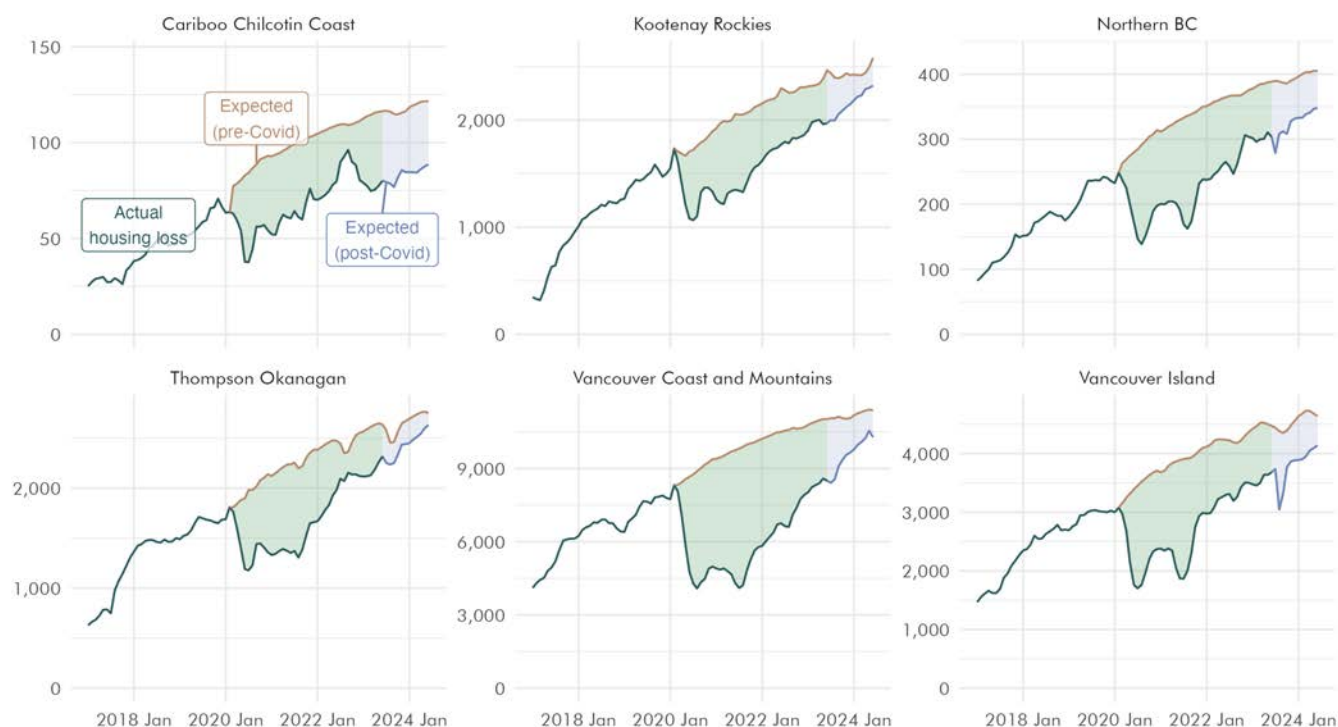 Cariboo Chilcotin Coast
Kootenay Rockies
Northern BC
150
100
50
0
Expected
(pre-Covid)
Actual
housing loss
Expected
(post-Covid)
2,000
1,000
0
400
300
200
100
0
Thompson Okanagan
Vancouver Coast and Mountains
Vancouver Island
2,000
1,000
0
9,000
6,000
3,000
0
4,000
3,000
2,000
1,000
0
2018 Jan 2020 Jan 2022 Jan 2024 Jan
2018 Jan 2020 Jan 2022 Jan 2024 Jan
2018 Jan 2020 Jan 2022 Jan 2024 Jan